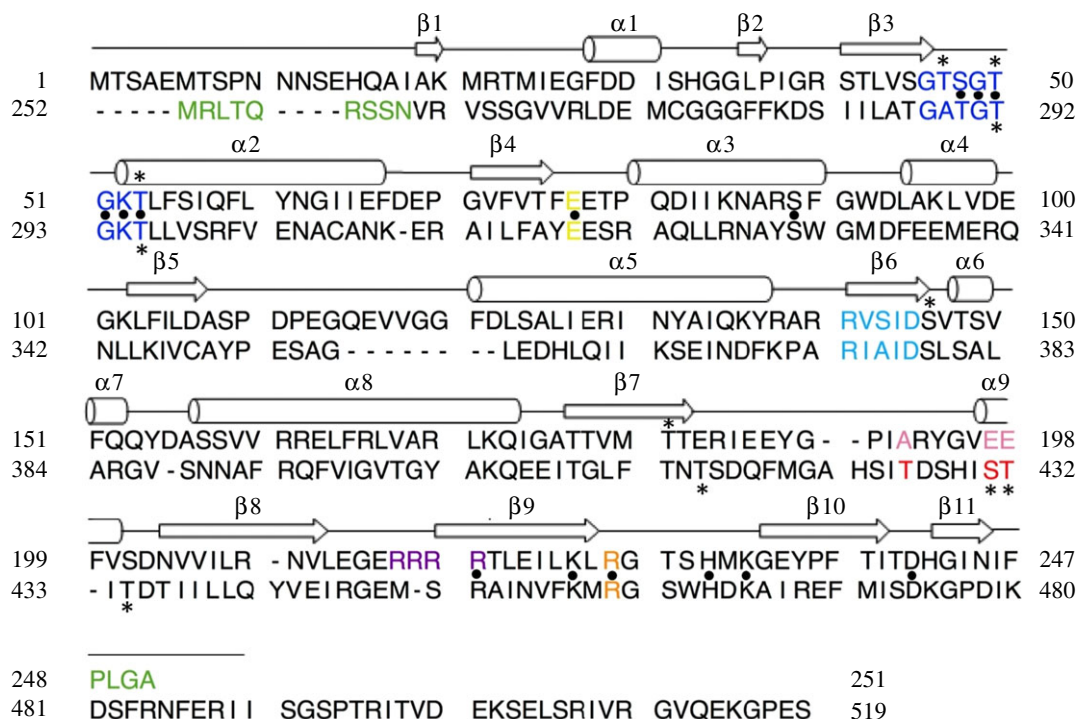 β1 α1 β2 β3
* *
1 MTSAEMTSPN NNSEHQAIAK MRTMIEGFDD ISHGGLPIGR STLVSGTSGT 50
252 - - - - - MRLTQ - - - - RSSNVR VSSGVVRLDE MCGGGFFKDS IILATGATGT 292
*
α2 β4 α3 α4
*
51 GKTLFSIQFL YNGIIEFDEP GVFVTFEETP QDIIKNARSF GWDLAKLVDE 100
293 GKTLLVSRFV ENACANK-ER AILFAYEESR AQLLRNAYSW GMDFEEMERQ 341
*
β5 α5 β6 α6
*
101 GKLFILDASP DPEGQEVVGG FDLSALIERI NYAIQKYRAR RVSIDSVTSV 150
342 NLLKIVCAYP ESAG- - - - - - - -LEDHLQII KSEINDFKPA RIAIDSLSAL 383
α7 α8 β7 α9
*
151 FQQYDASSVV RRELFRLVAR LKQIGATTVM TTERIEEYG- -PIARYGVEE 198
384 ARGV-SNNAF RQFVIGVTGY AKQEEITGLF TNTSDQFMGA HSITDSHIST 432
* * *
β8 β9 β10 β11
199 FVSDNVVILR -NVLEGERRR RTLEILKLRG TSHMKGEYPF TITDHGINIF 247
433 -ITDTIILLQ YVEIRGEM-S RAINVFKMRG SWHDKAIREF MISDKGPDIK 480
*
248 PLGA 251
481 DSFRNFERII SGSPTRITVD EKSELSRIVR GVQEKGPES 519